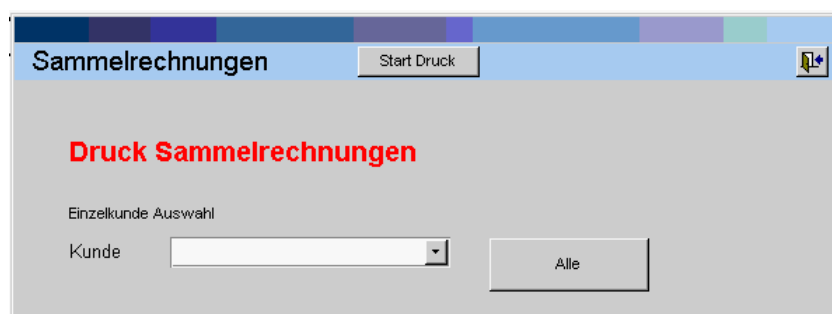 Sammelrechnungen
Start Druck
Druck Sammelrechnungen
Einzelkunde Auswahl
Kunde
Alle